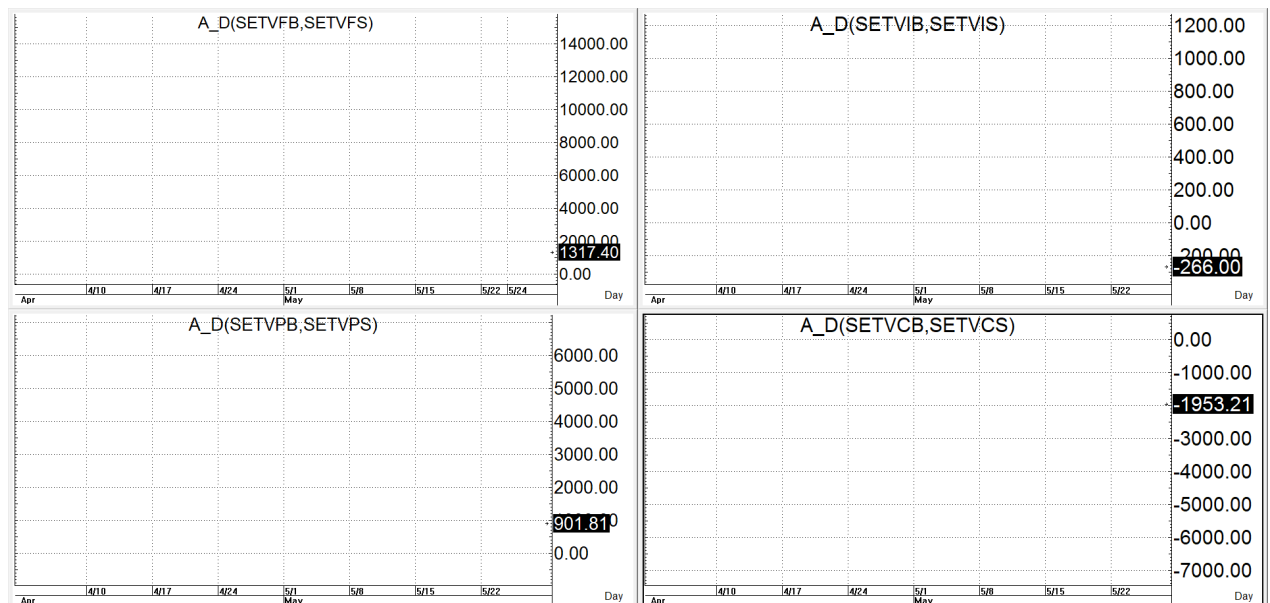 A_D(SETVFB,SETVFS)
14000.00
12000.00
10000.00
8000.00
6000.00
4000.00
2000.00
1317.40
0.00
4/10 4/17 4/24 5/1 5/8 5/15 5/22 5/24
Apr May Day
A_D(SETVIB,SETVIS)
1200.00
1000.00
800.00
600.00
400.00
200.00
0.00
-266.00
4/10 4/17 4/24 5/1 5/8 5/15 5/22
Apr May Day
A_D(SETVPB,SETVPS)
6000.00
5000.00
4000.00
3000.00
2000.00
901.81
0.00
4/10 4/17 4/24 5/1 5/8 5/15 5/22
Apr May Day
A_D(SETVCB,SETVCS)
0.00
-1000.00
-1953.21
-3000.00
-4000.00
-5000.00
-6000.00
-7000.00
4/10 4/17 4/24 5/1 5/8 5/15 5/22
Apr May Day